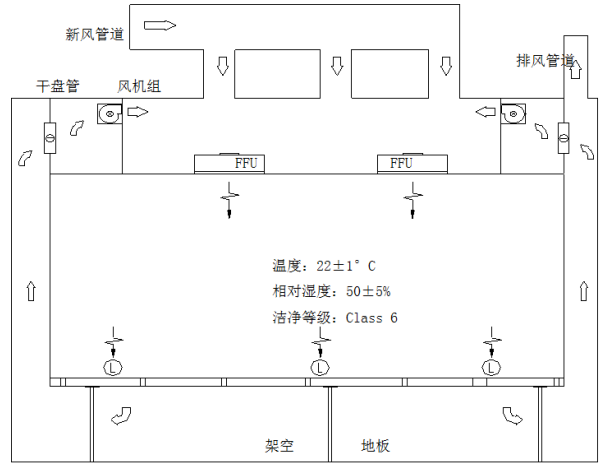 新风管道
排风管道
干盘管
风机组
FFU
FFU
温度：22±1°C
相对湿度：50±5%
洁净等级：Class 6
L
L
L
架空
地板